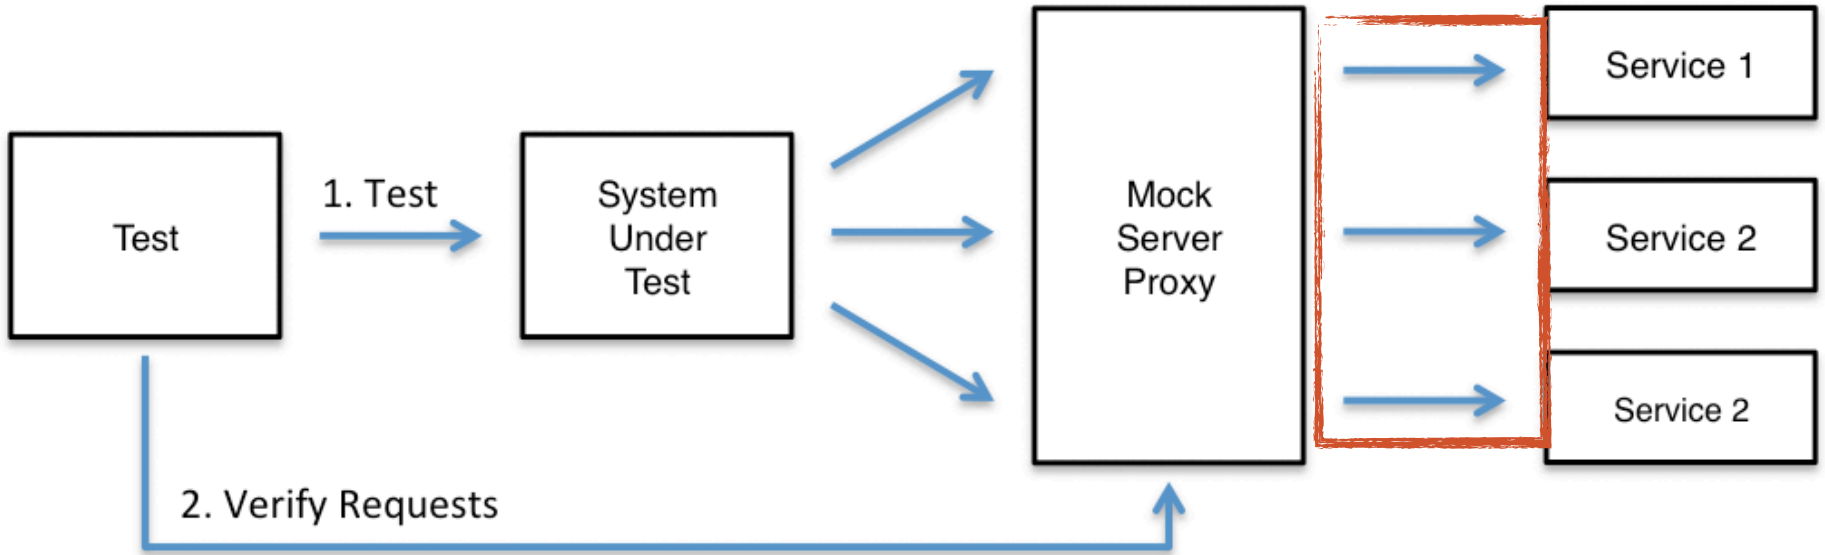 Test
1. Test
System
Under
Test
Mock
Server
Proxy
Service 1
Service 2
Service 2
2. Verify Requests